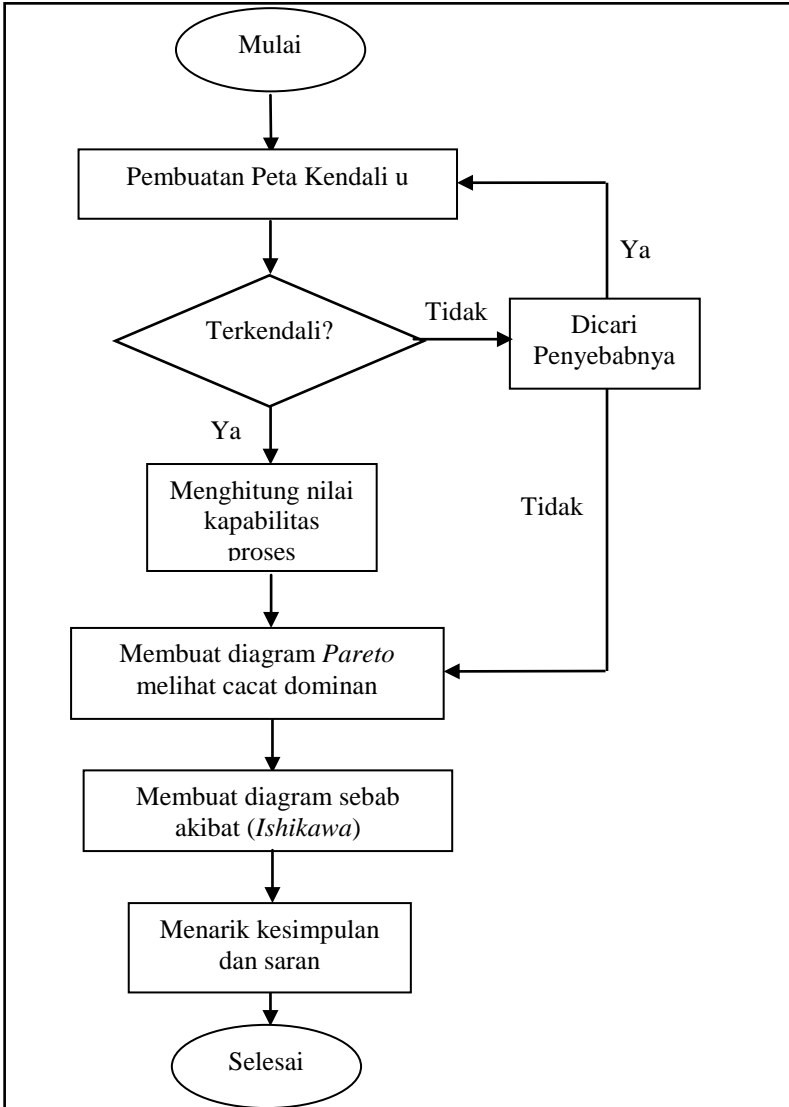 Mulai
Pembuatan Peta Kendali u
Ya
Terkendali?
Tidak
Dicari
Penyebabnya
Ya
Menghitung nilai
kapabilitas
proses
Tidak
Membuat diagram Pareto
melihat cacat dominan
Membuat diagram sebab
akibat (Ishikawa)
Menarik kesimpulan
dan saran
Selesai